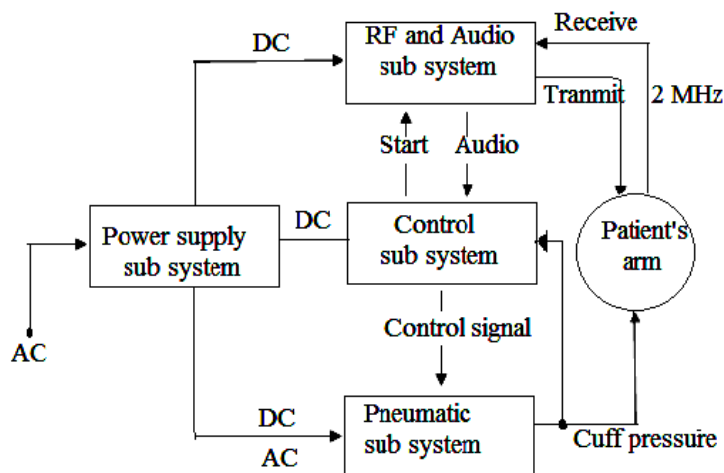 DC
RF and Audio
sub system
Receive
Tranmit
2 MHz
Start
Audio
Power supply
sub system
DC
Control
sub system
Patient's
arm
AC
Control signal
DC
AC
Pneumatic
sub system
Cuff pressure